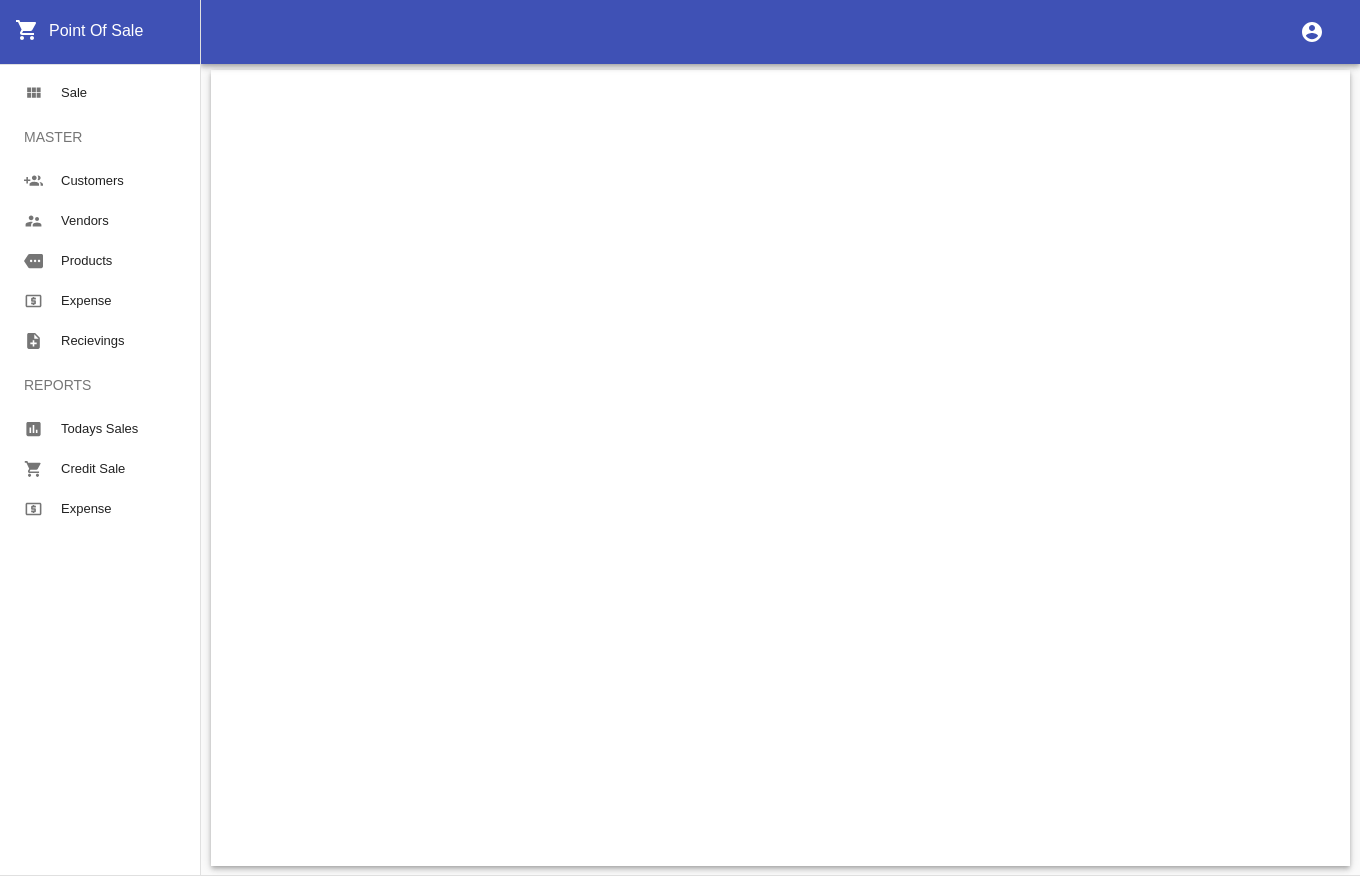 Point Of Sale
Sale
MASTER
Customers
Vendors
Products
Expense
Recievings
REPORTS
Todays Sales
Credit Sale
Expense